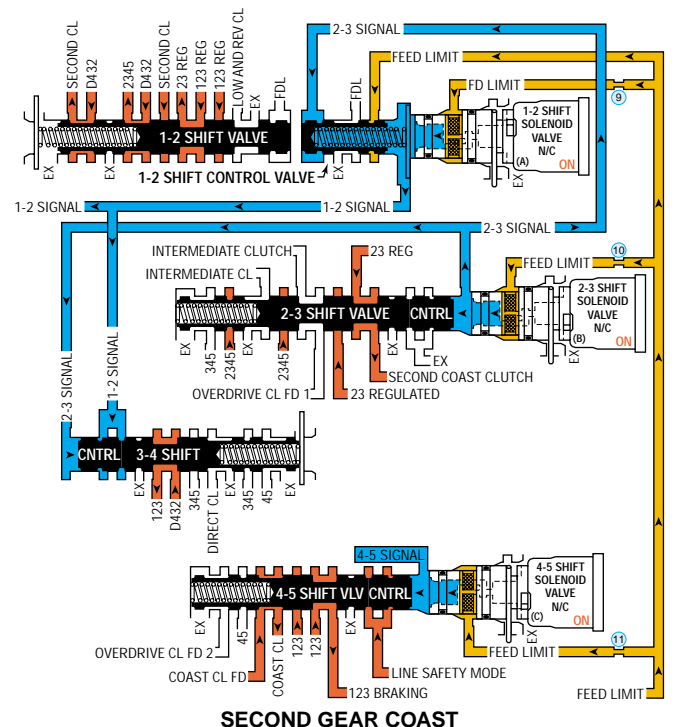 2-3 SIGNAL
FEED LIMIT
SECOND CL
D432
2345
D432
SECOND CL
23 REG
123 REG
123 REG
LOW AND REV CL
EX
FDL
FDL
FD LIMIT
9
1-2 SHIFT
SOLENOID
VALVE
N/C
(A)
ON
1-2 SHIFT VALVE
EX
EX
EX
EX
1-2 SHIFT CONTROL VALVE
1-2 SIGNAL
1-2 SIGNAL
2-3 SIGNAL
INTERMEDIATE CLUTCH
23 REG
INTERMEDIATE CL
FEED LIMIT
10
2-3 SHIFT
SOLENOID
VALVE
N/C
(B)
ON
2-3 SHIFT VALVE
CNTRL
EX
345
2345
2345
EX
EX
EX
SECOND COAST CLUTCH
OVERDRIVE CL FD 1
23 REGULATED
2-3 SIGNAL
1-2 SIGNAL
CNTRL
3-4 SHIFT
EX
123
D432
345
DIRECT CL
EX
345
45
EX
4-5 SIGNAL
4-5 SHIFT
SOLENOID
VALVE
N/C
(C)
ON
4-5 SHIFT VLV
CNTRL
EX
45
COAST CL
123
123
EX
EX
OVERDRIVE CL FD 2
COAST CL FD
LINE SAFETY MODE
123 BRAKING
FEED LIMIT
11
FEED LIMIT
SECOND GEAR COAST